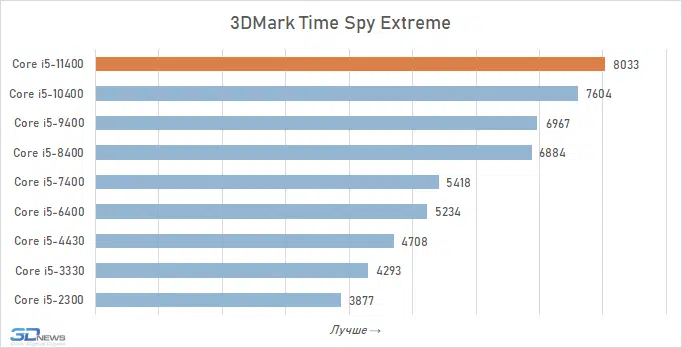 3DMark Time Spy Extreme
Core i5-11400 8033
Core i5-10400 7604
Core i5-9400 6967
Core i5-8400 6884
Core i5-7400 5418
Core i5-6400 5234
Core i5-4430 4708
Core i5-3330 4293
Core i5-2300 3877
Лучше →
3DNEWS